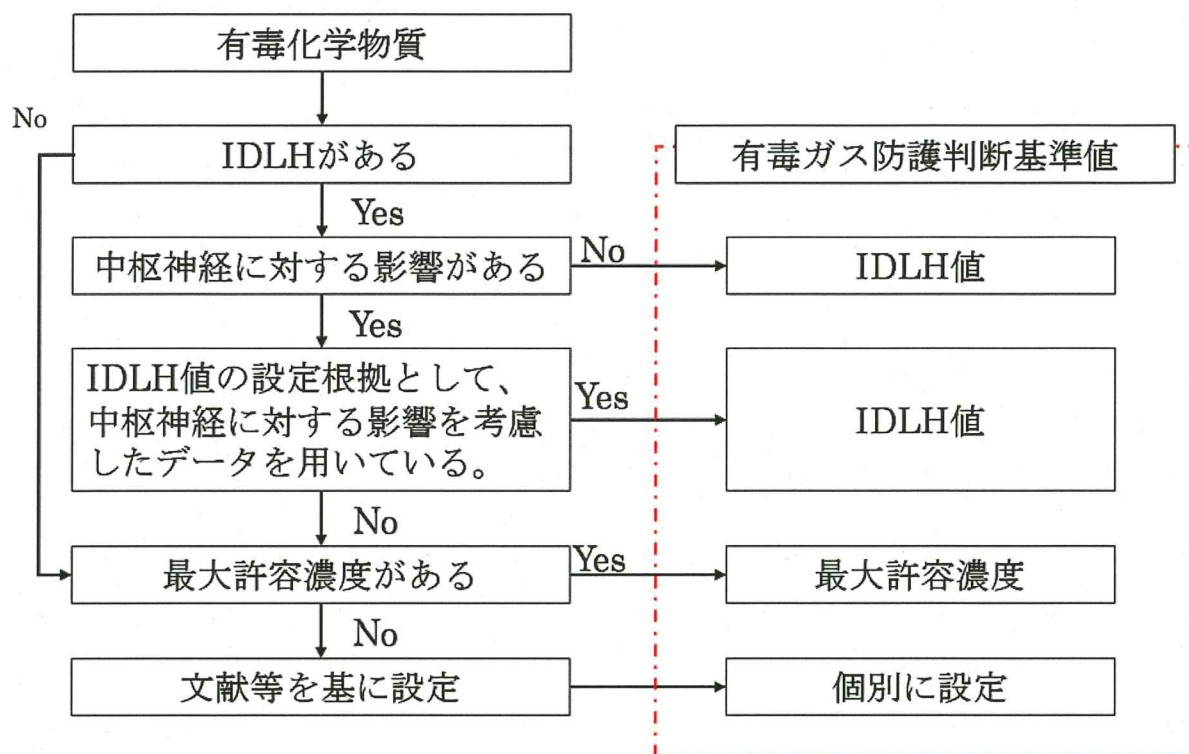 有毒化学物質
No
IDLHがある
有毒ガス防護判断基準値
Yes
中枢神経に対する影響がある
No
IDLH値
Yes
IDLH値の設定根拠として、
中枢神経に対する影響を考慮
したデータを用いている。
Yes
IDLH値
No
最大許容濃度がある
Yes
最大許容濃度
No
文献等を基に設定
個別に設定